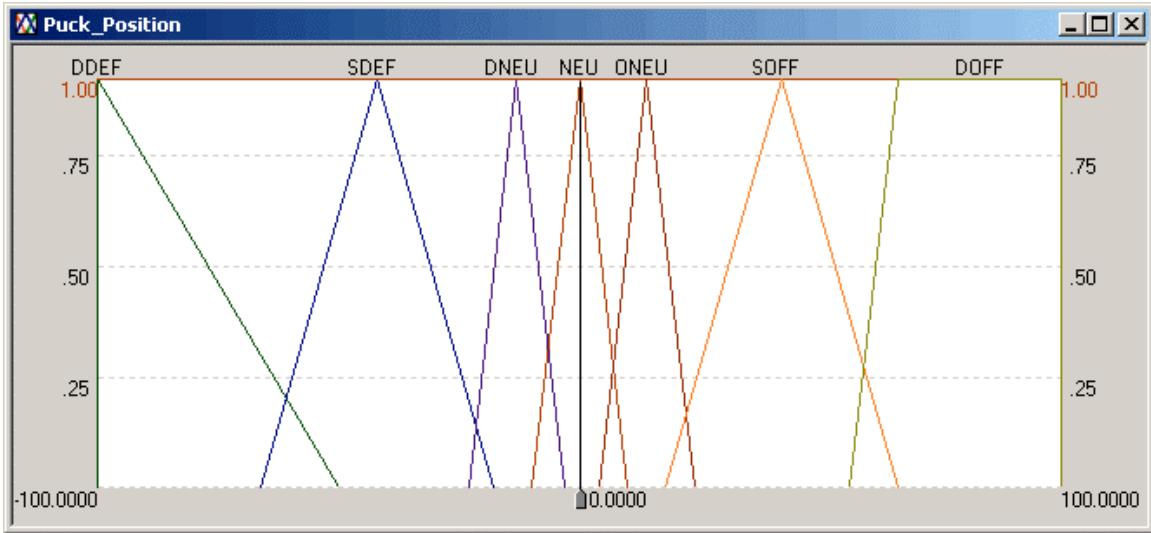 Puck_Position
DDEF SDEF DNEU NEU ONEU SOFF DOFF
1.00 1.00
.75 .75
.50 .50
.25 .25
-100.0000 0.0000 100.0000